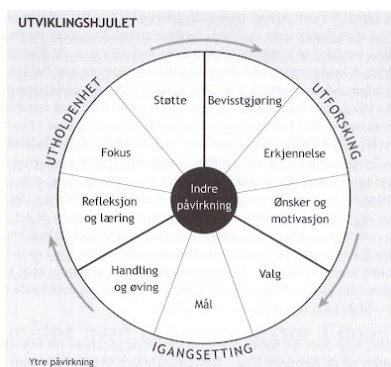 UTVIKLINGSHJULET
UTHOLDENHET
UTFORSKING
IGANGSETTING
Støtte
Bevisstgjøring
Fokus
Erkjennelse
Refleksjon
og læring
Indre
påvirkning
Ønsker og
motivasjon
Handling
og øving
Valg
Mål
Ytre påvirkning